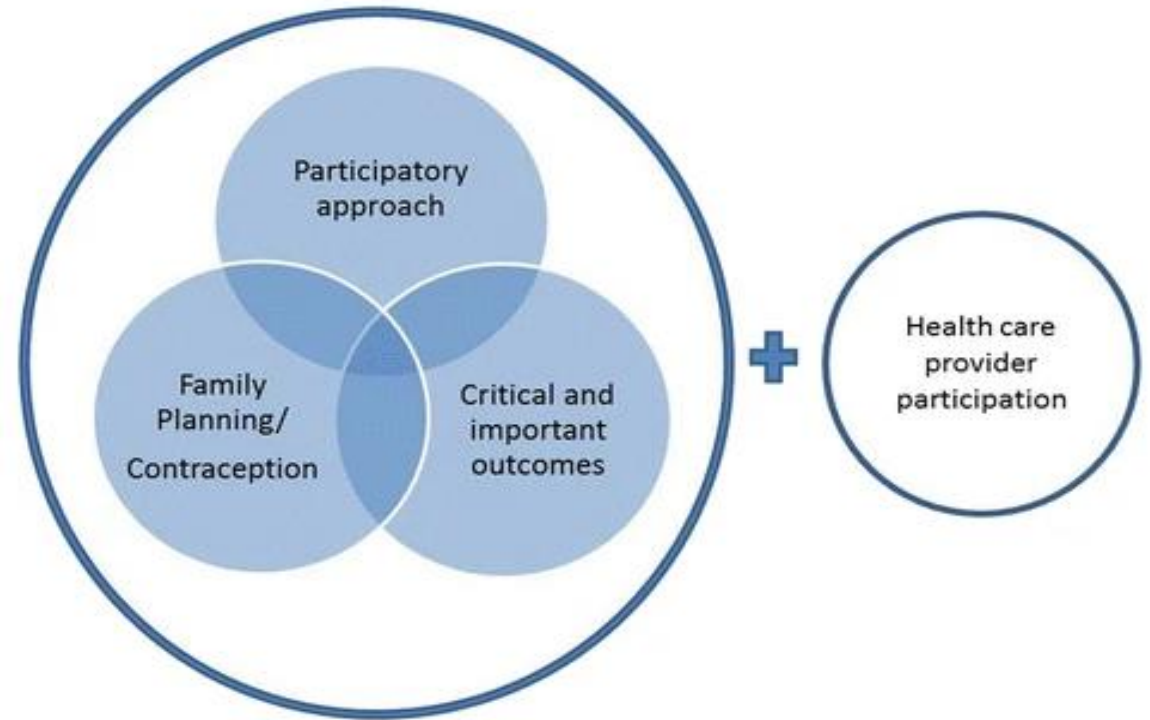 Participatory
approach
Family
Planning/
Contraception
Critical and
important
outcomes
Health care
provider
participation